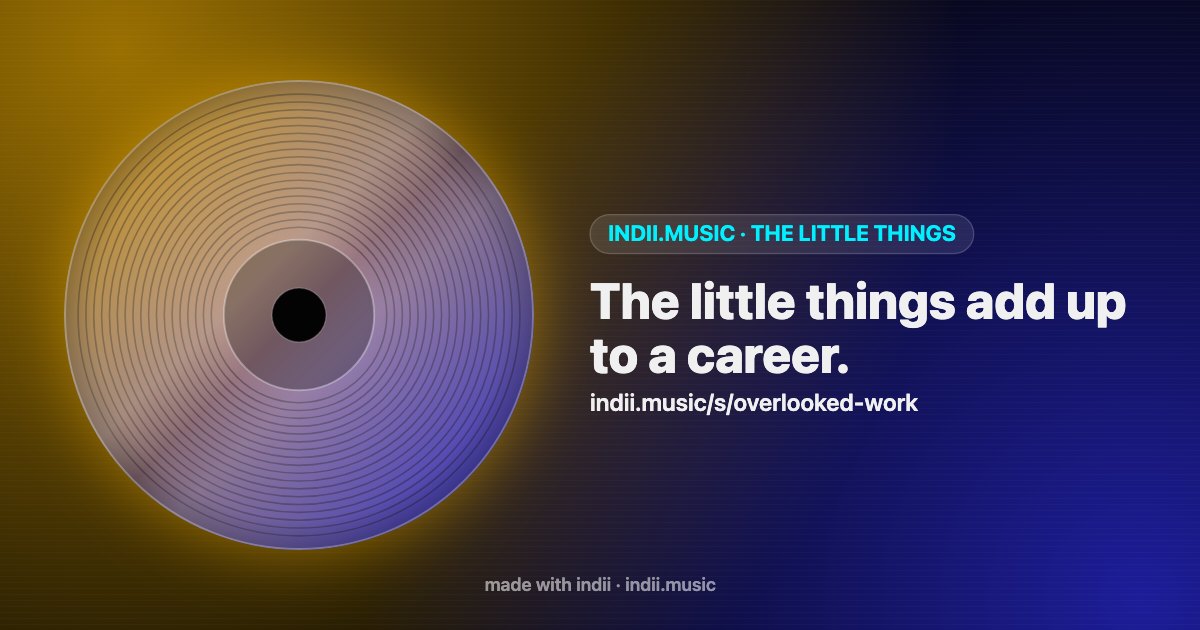 INDII.MUSIC · THE LITTLE THINGS
The little things add up
to a career.
indii.music/s/overlooked-work
made with indii · indii.music